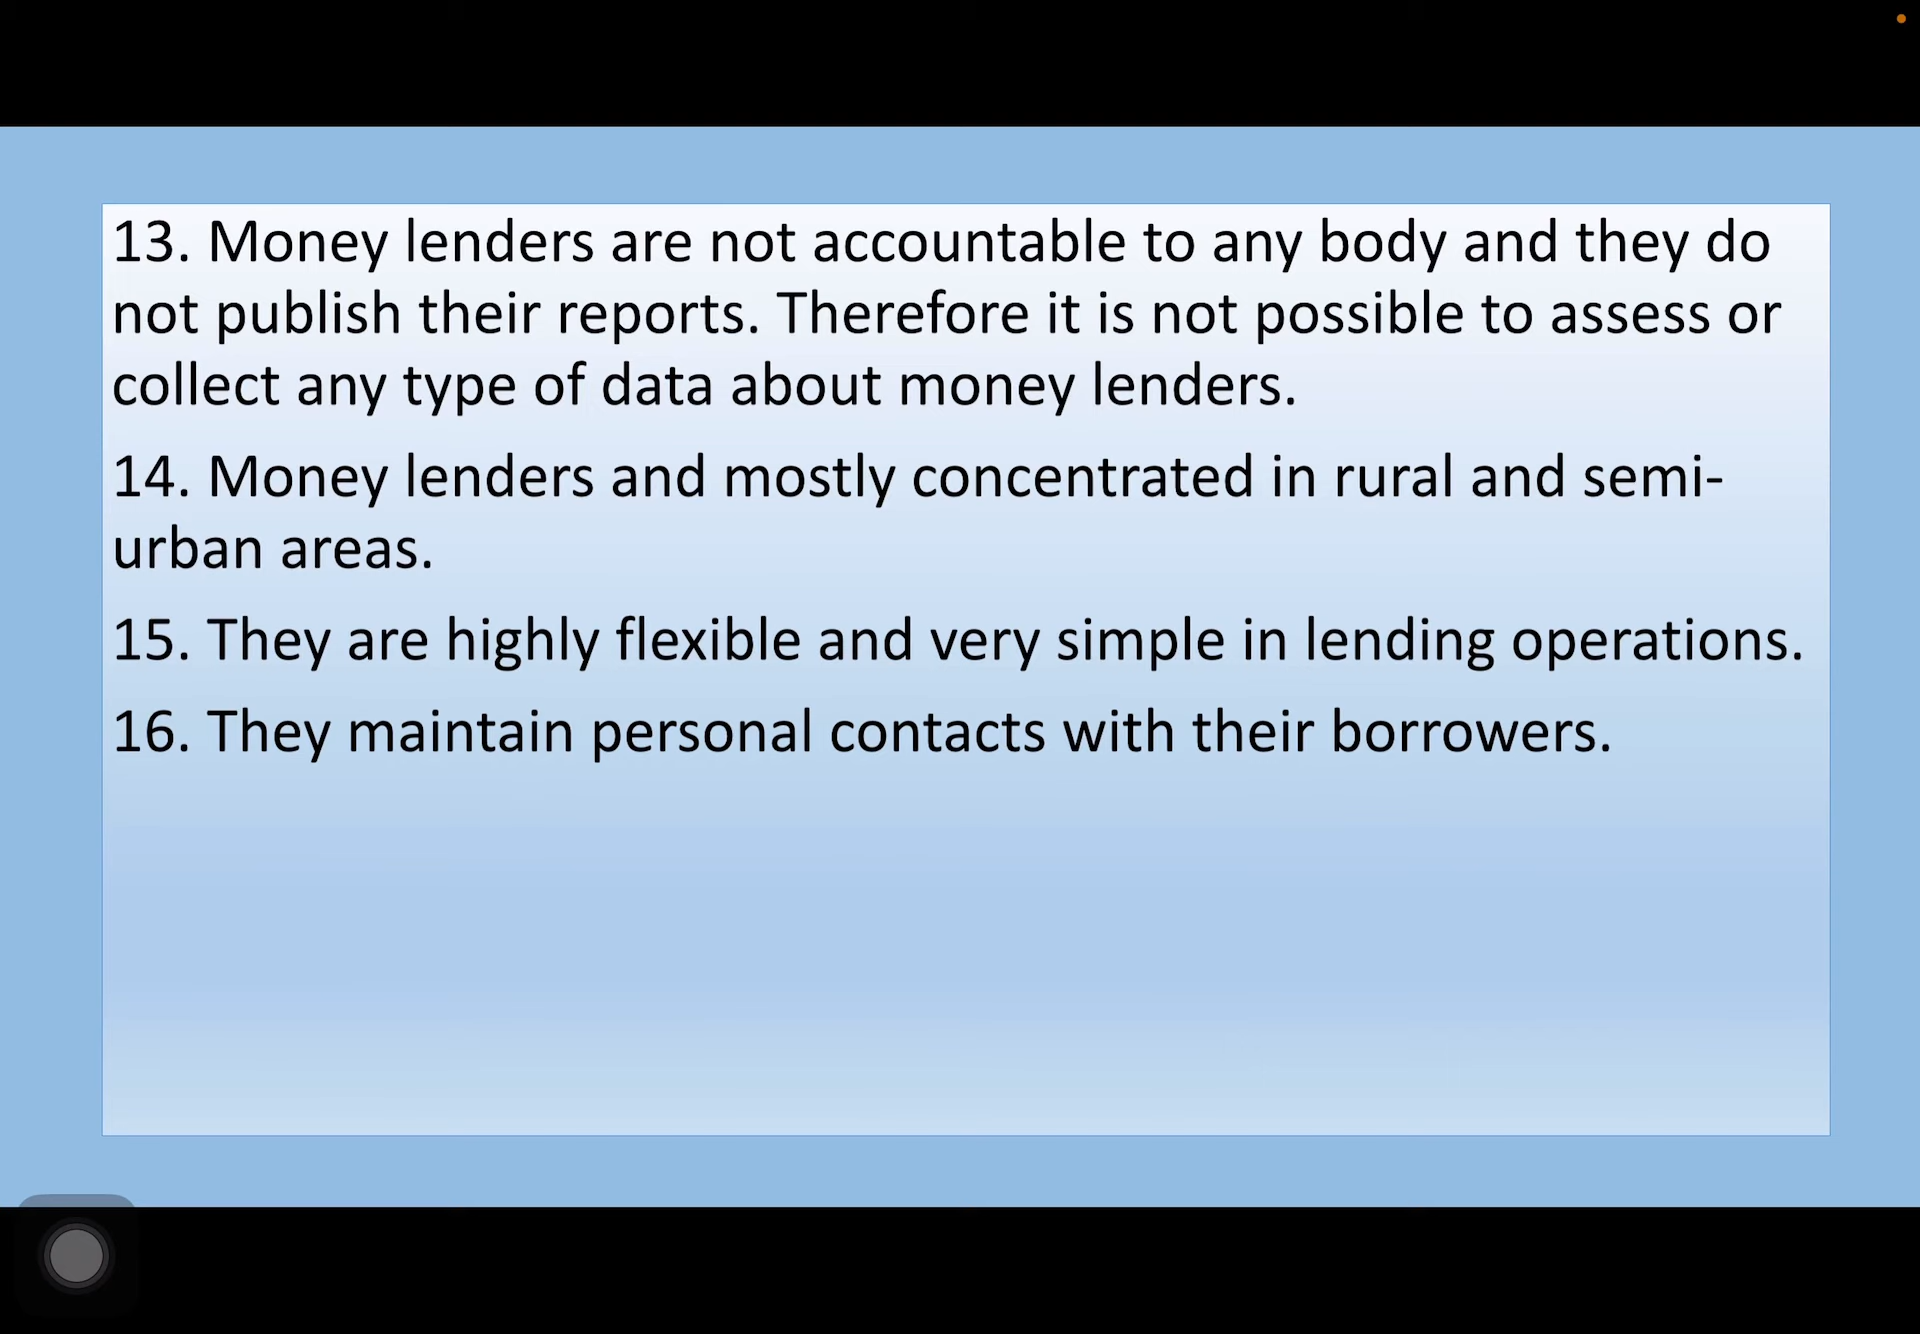 13. Money lenders are not accountable to any body and they do
not publish their reports. Therefore it is not possible to assess or
collect any type of data about money lenders.
14. Money lenders and mostly concentrated in rural and semi-
urban areas.
15. They are highly flexible and very simple in lending operations.
16. They maintain personal contacts with their borrowers.